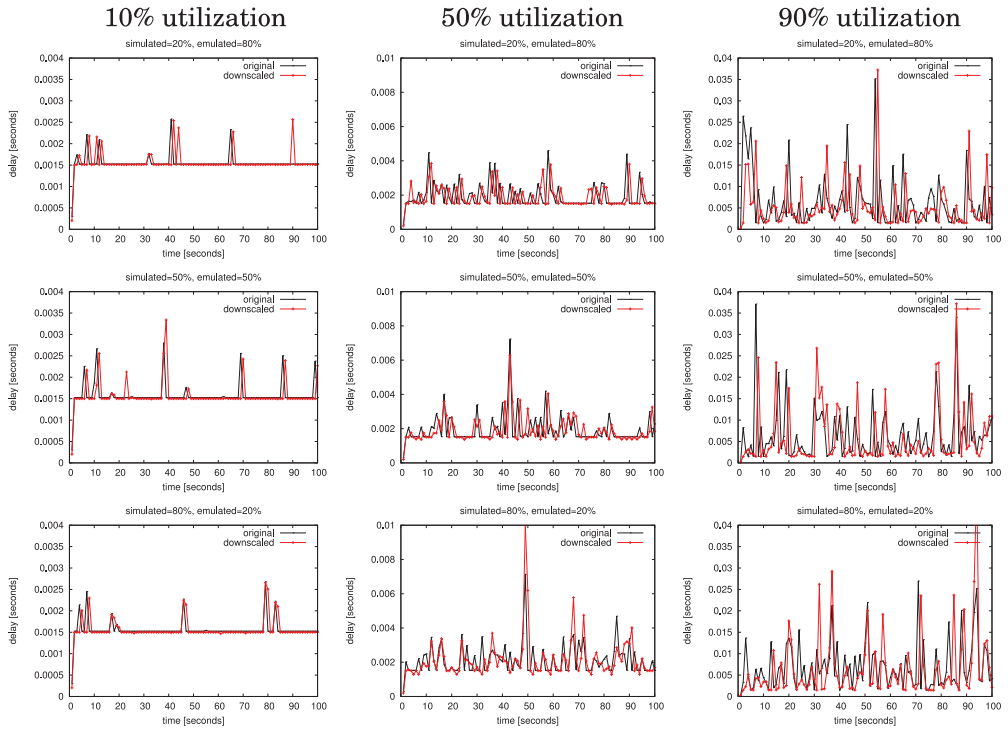 10% utilization 50% utilization 90% utilization
simulated=20%, emulated=80% simulated=20%, emulated=80% simulated=20%, emulated=80%
original
downscaled
0.004
0.0035
0.003
0.0025
0.002
0.0015
0.001
0.0005
0
delay [seconds]
0 10 20 30 40 50 60 70 80 90 100
time [seconds]
original
downscaled
0.01
0.008
0.006
0.004
0.002
0
delay [seconds]
0 10 20 30 40 50 60 70 80 90 100
time [seconds]
original
downscaled
0.04
0.035
0.03
0.025
0.02
0.015
0.01
0.005
0
delay [seconds]
0 10 20 30 40 50 60 70 80 90 100
time [seconds]
simulated=50%, emulated=50% simulated=50%, emulated=50% simulated=50%, emulated=50%
original
downscaled
0.004
0.0035
0.003
0.0025
0.002
0.0015
0.001
0.0005
0
delay [seconds]
0 10 20 30 40 50 60 70 80 90 100
time [seconds]
original
downscaled
0.01
0.008
0.006
0.004
0.002
0
delay [seconds]
0 10 20 30 40 50 60 70 80 90 100
time [seconds]
original
downscaled
0.04
0.035
0.03
0.025
0.02
0.015
0.01
0.005
0
delay [seconds]
0 10 20 30 40 50 60 70 80 90 100
time [seconds]
simulated=80%, emulated=20% simulated=80%, emulated=20% simulated=80%, emulated=20%
original
downscaled
0.004
0.0035
0.003
0.0025
0.002
0.0015
0.001
0.0005
0
delay [seconds]
0 10 20 30 40 50 60 70 80 90 100
time [seconds]
original
downscaled
0.01
0.008
0.006
0.004
0.002
0
delay [seconds]
0 10 20 30 40 50 60 70 80 90 100
time [seconds]
original
downscaled
0.04
0.035
0.03
0.025
0.02
0.015
0.01
0.005
0
delay [seconds]
0 10 20 30 40 50 60 70 80 90 100
time [seconds]